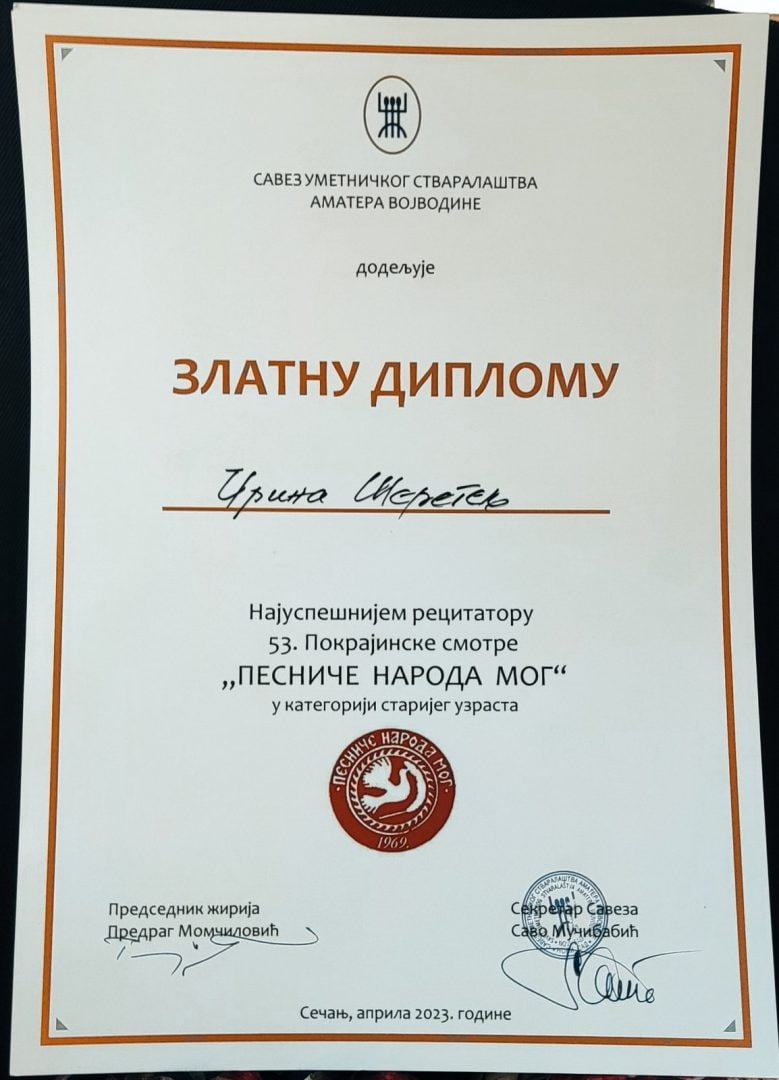 САВЕЗ УМЕТНИЧКОГ СТВАРАЛАШТВА
АМАТЕРА ВОЈВОДИНЕ
додељује
ЗЛАТНУ ДИПЛОМУ
Ирина
Најуспешнијем рецитатору
53. Покрајинске смотре
„ПЕСНИЧЕ НАРОДА МОГ“
у категорији старијег узраста
ПЕСНИЧЕ НАРОДА МОГ
1969.
Председник жирија
Предраг Момчиловић
Секретар Савеза
Саво Мучибабић
Сечањ, априла 2023. године